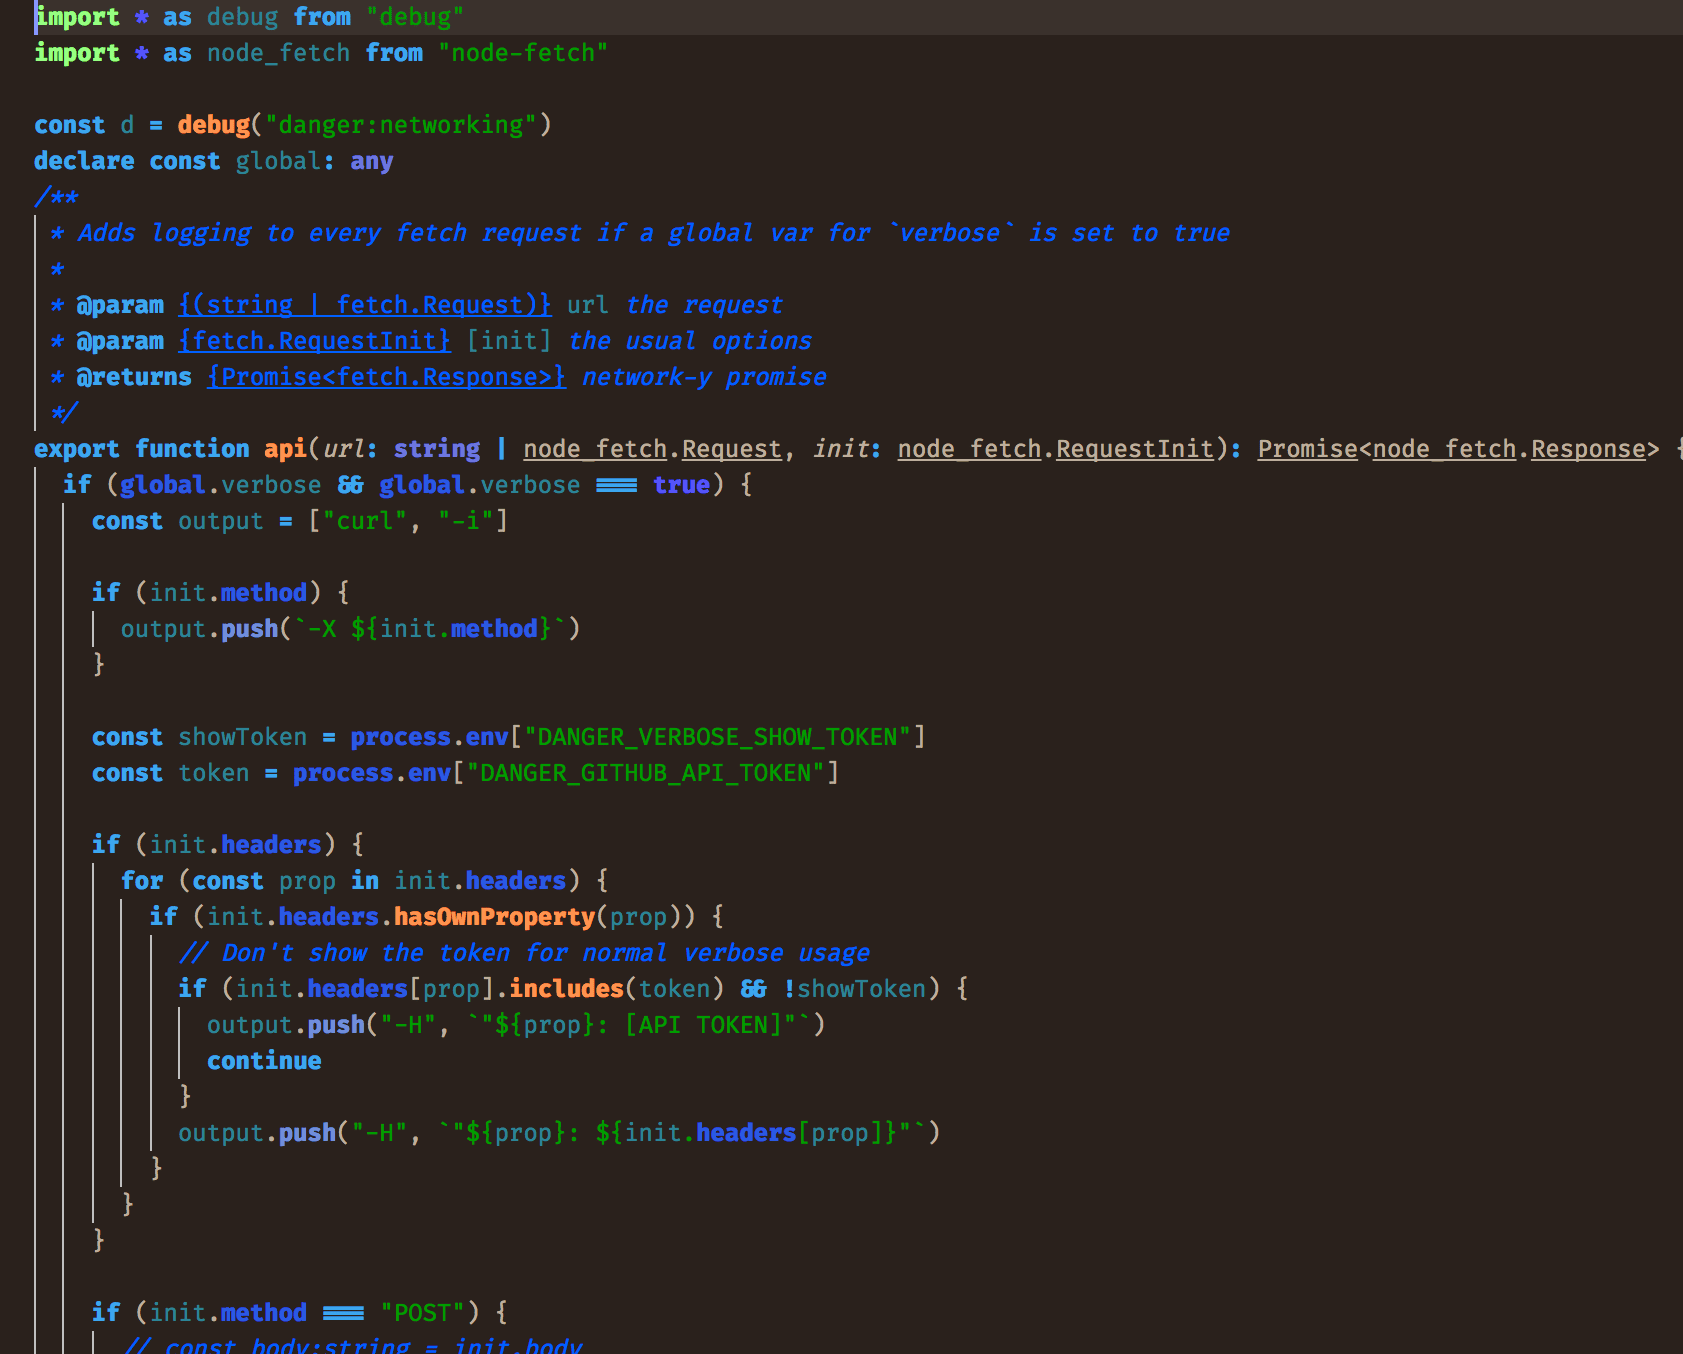 import * as debug from "debug"
import * as node_fetch from "node-fetch"
const d = debug("danger:networking")
declare const global: any
/**
* Adds logging to every fetch request if a global var for `verbose` is set to true
*
* @param {(string | fetch.Request)} url the request
* @param {fetch.RequestInit} [init] the usual options
* @returns {Promise<fetch.Response>} network-y promise
*/
export function api(url: string | node_fetch.Request, init: node_fetch.RequestInit): Promise<node_fetch.Response> {
if (global.verbose && global.verbose === true) {
const output = ["curl", "-i"]
if (init.method) {
output.push(`-X ${init.method}`)
}
const showToken = process.env["DANGER_VERBOSE_SHOW_TOKEN"]
const token = process.env["DANGER_GITHUB_API_TOKEN"]
if (init.headers) {
for (const prop in init.headers) {
if (init.headers.hasOwnProperty(prop)) {
// Don't show the token for normal verbose usage
if (init.headers[prop].includes(token) && !showToken) {
output.push("-H", `"${prop}: [API TOKEN]"`)
continue
}
output.push("-H", `"${prop}: ${init.headers[prop]}"`)
}
}
}
if (init.method === "POST") {
// const body:string = init.body